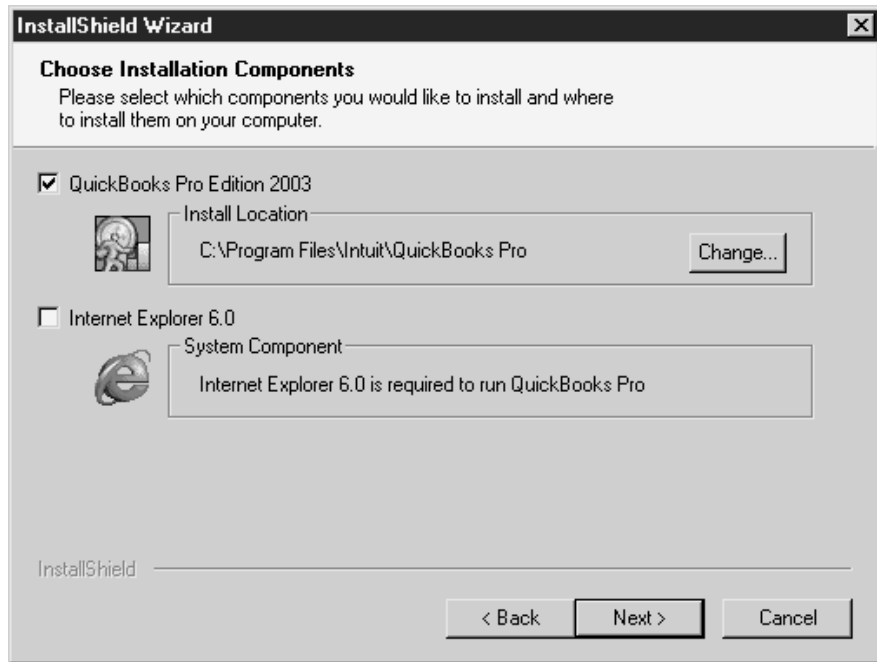 InstallShield Wizard
Choose Installation Components
Please select which components you would like to install and where
to install them on your computer.
QuickBooks Pro Edition 2003
Install Location
C:\Program Files\Intuit\QuickBooks Pro
Change...
Internet Explorer 6.0
System Component
Internet Explorer 6.0 is required to run QuickBooks Pro
InstallShield
< Back
Next >
Cancel